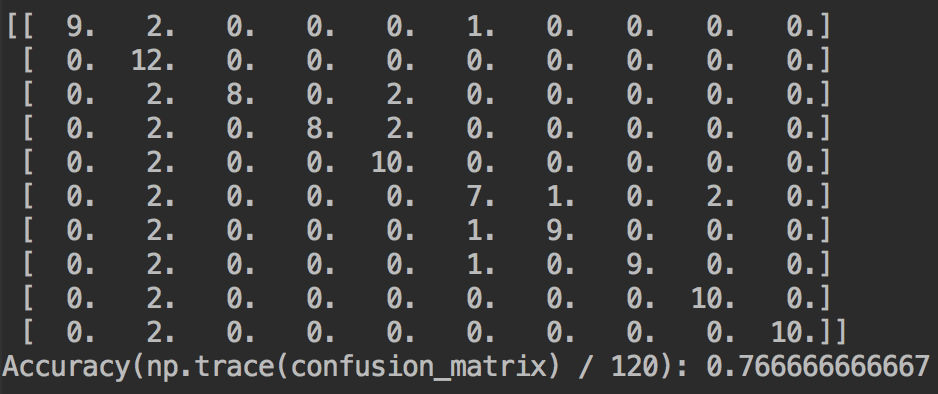 [[  9.   2.   0.   0.   0.   1.   0.   0.   0.   0.]
 [  0.  12.   0.   0.   0.   0.   0.   0.   0.   0.]
 [  0.   2.   8.   0.   2.   0.   0.   0.   0.   0.]
 [  0.   2.   0.   8.   2.   0.   0.   0.   0.   0.]
 [  0.   2.   0.   0.  10.   0.   0.   0.   0.   0.]
 [  0.   2.   0.   0.   0.   7.   1.   0.   2.   0.]
 [  0.   2.   0.   0.   0.   1.   9.   0.   0.   0.]
 [  0.   2.   0.   0.   0.   1.   0.   9.   0.   0.]
 [  0.   2.   0.   0.   0.   0.   0.   0.  10.   0.]
 [  0.   2.   0.   0.   0.   0.   0.   0.   0.  10.]]
Accuracy(np.trace(confusion_matrix) / 120): 0.766666666667